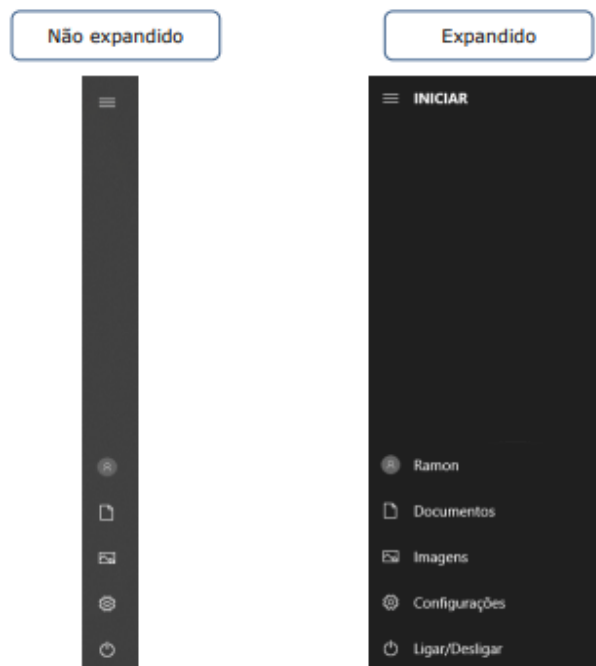 Não expandido
Expandido
INICIAR
Ramon
Documentos
Imagens
Configurações
Ligar/Desligar